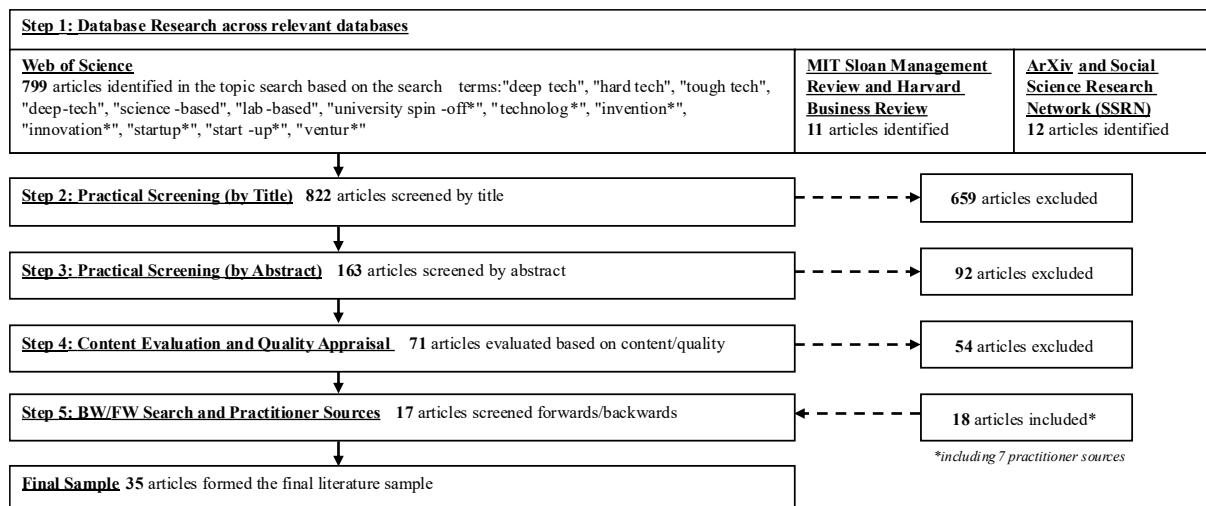 Step 1: Database Research across relevant databases
Web of Science
799 articles identified in the topic search based on the search terms:"deep tech", "hard tech", "tough tech",
"deep-tech", "science -based", "lab-based", "university spin -off*", "technolog*", "invention*",
"innovation*", "startup*", "start -up*", "ventur*"
MIT Sloan Management
Review and Harvard
Business Review
11 articles identified
ArXiv and Social
Science Research
Network (SSRN)
12 articles identified
Step 2: Practical Screening (by Title) 822 articles screened by title
659 articles excluded
Step 3: Practical Screening (by Abstract) 163 articles screened by abstract
92 articles excluded
Step 4: Content Evaluation and Quality Appraisal 71 articles evaluated based on content/quality
54 articles excluded
Step 5: BW/FW Search and Practitioner Sources 17 articles screened forwards/backwards
18 articles included*
*including 7 practitioner sources
Final Sample 35 articles formed the final literature sample